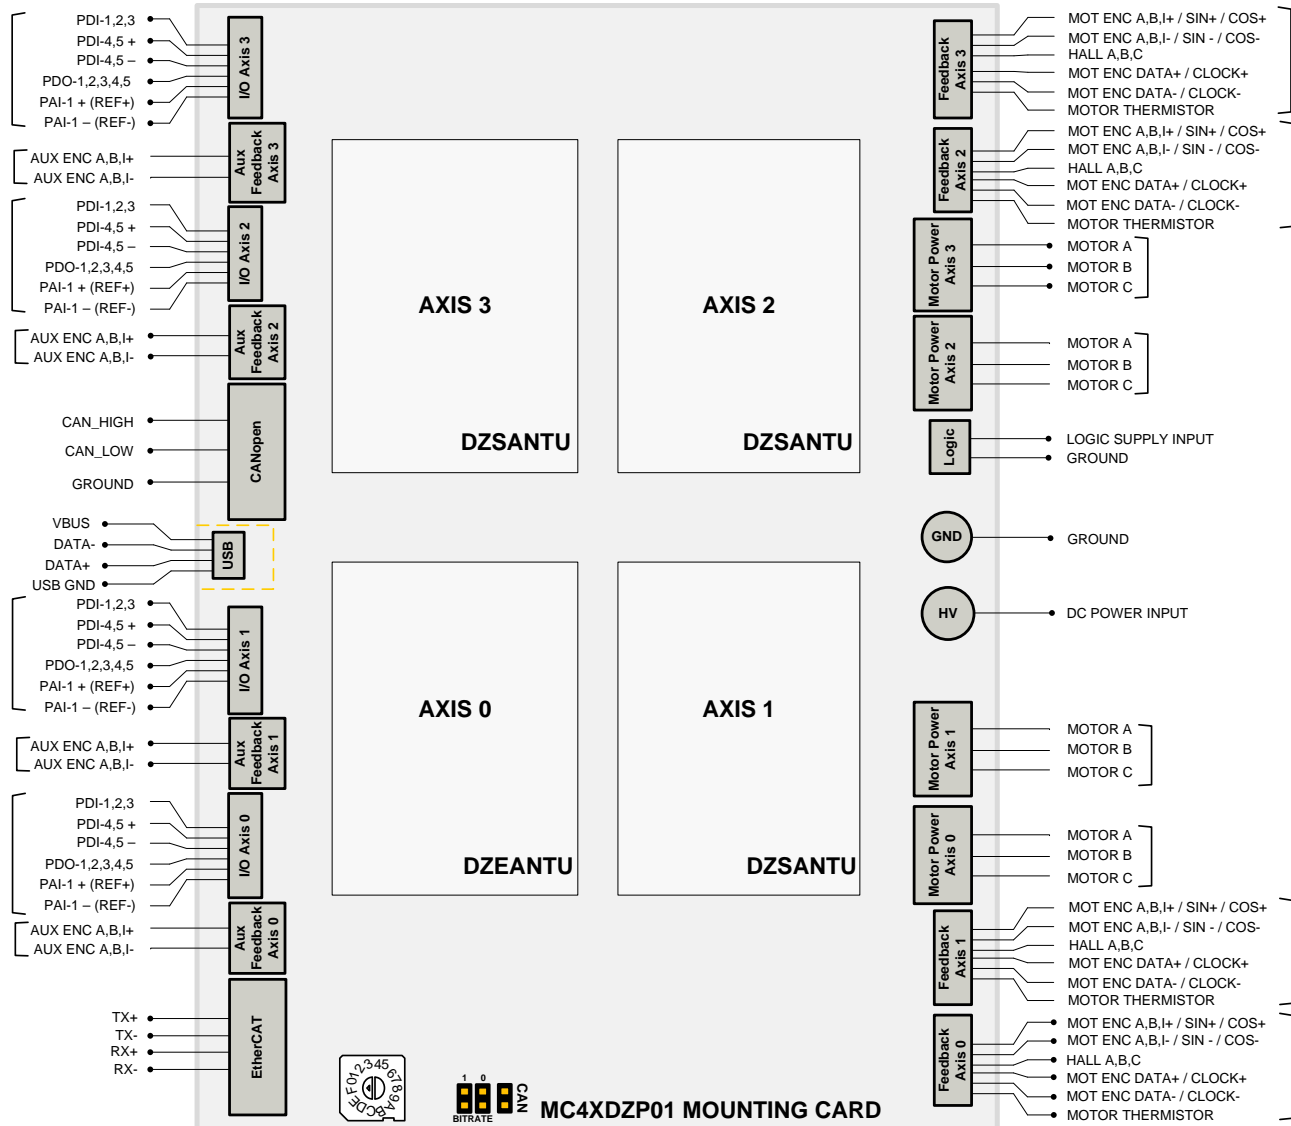 PDI-1,2,3
PDI-4,5 +
PDI-4,5 –
PDO-1,2,3,4,5
PAI-1 + (REF+)
PAI-1 – (REF-)
I/O Axis 3
AUX ENC A,B,I+
AUX ENC A,B,I-
Aux
Feedback
Axis 3
PDI-1,2,3
PDI-4,5 +
PDI-4,5 –
PDO-1,2,3,4,5
PAI-1 + (REF+)
PAI-1 – (REF-)
I/O Axis 2
AUX ENC A,B,I+
AUX ENC A,B,I-
Aux
Feedback
Axis 2
CAN_HIGH
CAN_LOW
GROUND
CANopen
VBUS
DATA-
DATA+
USB GND
USB
PDI-1,2,3
PDI-4,5 +
PDI-4,5 –
PDO-1,2,3,4,5
PAI-1 + (REF+)
PAI-1 – (REF-)
I/O Axis 1
AUX ENC A,B,I+
AUX ENC A,B,I-
Aux
Feedback
Axis 1
PDI-1,2,3
PDI-4,5 +
PDI-4,5 –
PDO-1,2,3,4,5
PAI-1 + (REF+)
PAI-1 – (REF-)
I/O Axis 0
AUX ENC A,B,I+
AUX ENC A,B,I-
Aux
Feedback
Axis 0
TX+
TX-
RX+
RX-
EtherCAT
AXIS 3
DZSANTU
AXIS 2
DZSANTU
AXIS 0
DZEANTU
AXIS 1
DZSANTU
F0123456789ABCDE
1 0
BITRATE
CAN
MC4XDZP01 MOUNTING CARD
Feedback
Axis 3
MOT ENC A,B,I+ / SIN+ / COS+
MOT ENC A,B,I- / SIN - / COS-
HALL A,B,C
MOT ENC DATA+ / CLOCK+
MOT ENC DATA- / CLOCK-
MOTOR THERMISTOR
Feedback
Axis 2
MOT ENC A,B,I+ / SIN+ / COS+
MOT ENC A,B,I- / SIN - / COS-
HALL A,B,C
MOT ENC DATA+ / CLOCK+
MOT ENC DATA- / CLOCK-
MOTOR THERMISTOR
Motor Power
Axis 3
MOTOR A
MOTOR B
MOTOR C
Motor Power
Axis 2
MOTOR A
MOTOR B
MOTOR C
Logic
LOGIC SUPPLY INPUT
GROUND
GND
GROUND
HV
DC POWER INPUT
Motor Power
Axis 1
MOTOR A
MOTOR B
MOTOR C
Motor Power
Axis 0
MOTOR A
MOTOR B
MOTOR C
Feedback
Axis 1
MOT ENC A,B,I+ / SIN+ / COS+
MOT ENC A,B,I- / SIN - / COS-
HALL A,B,C
MOT ENC DATA+ / CLOCK+
MOT ENC DATA- / CLOCK-
MOTOR THERMISTOR
Feedback
Axis 0
MOT ENC A,B,I+ / SIN+ / COS+
MOT ENC A,B,I- / SIN - / COS-
HALL A,B,C
MOT ENC DATA+ / CLOCK+
MOT ENC DATA- / CLOCK-
MOTOR THERMISTOR